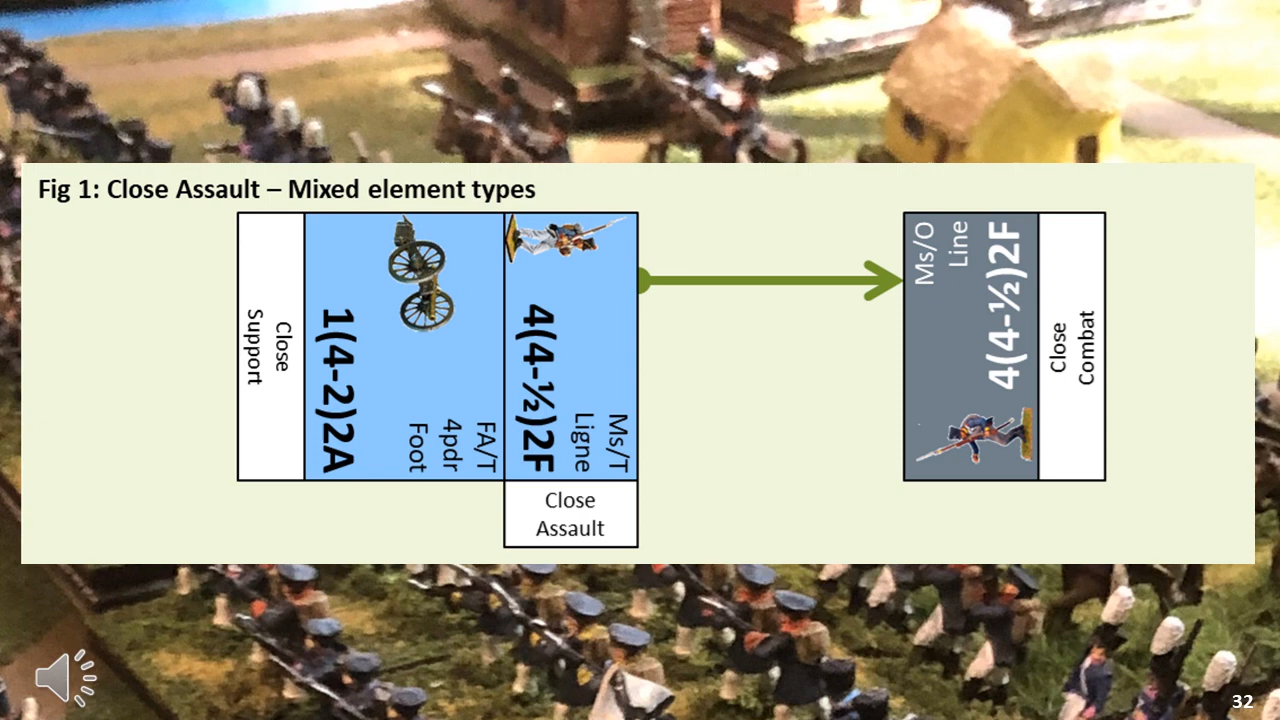 Fig 1: Close Assault – Mixed element types
Close
Support
1(4-2)2A
FA/T
4pdr
Foot
Ms/T
Ligne
4(4-½)2F
Close
Assault
Ms/O
Line
4(4-½)2F
Close
Combat
32